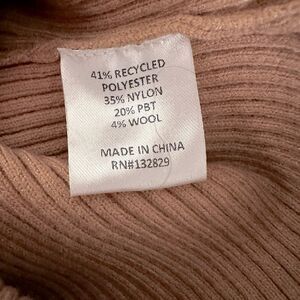 41% RECYCLED
POLYESTER
35% NYLON
20% PBT
4% WOOL
MADE IN CHINA
RN#132829